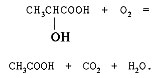 CH₃CHCOOH + O₂ =
OH
CH₃COOH + CO₂ + H₂O.